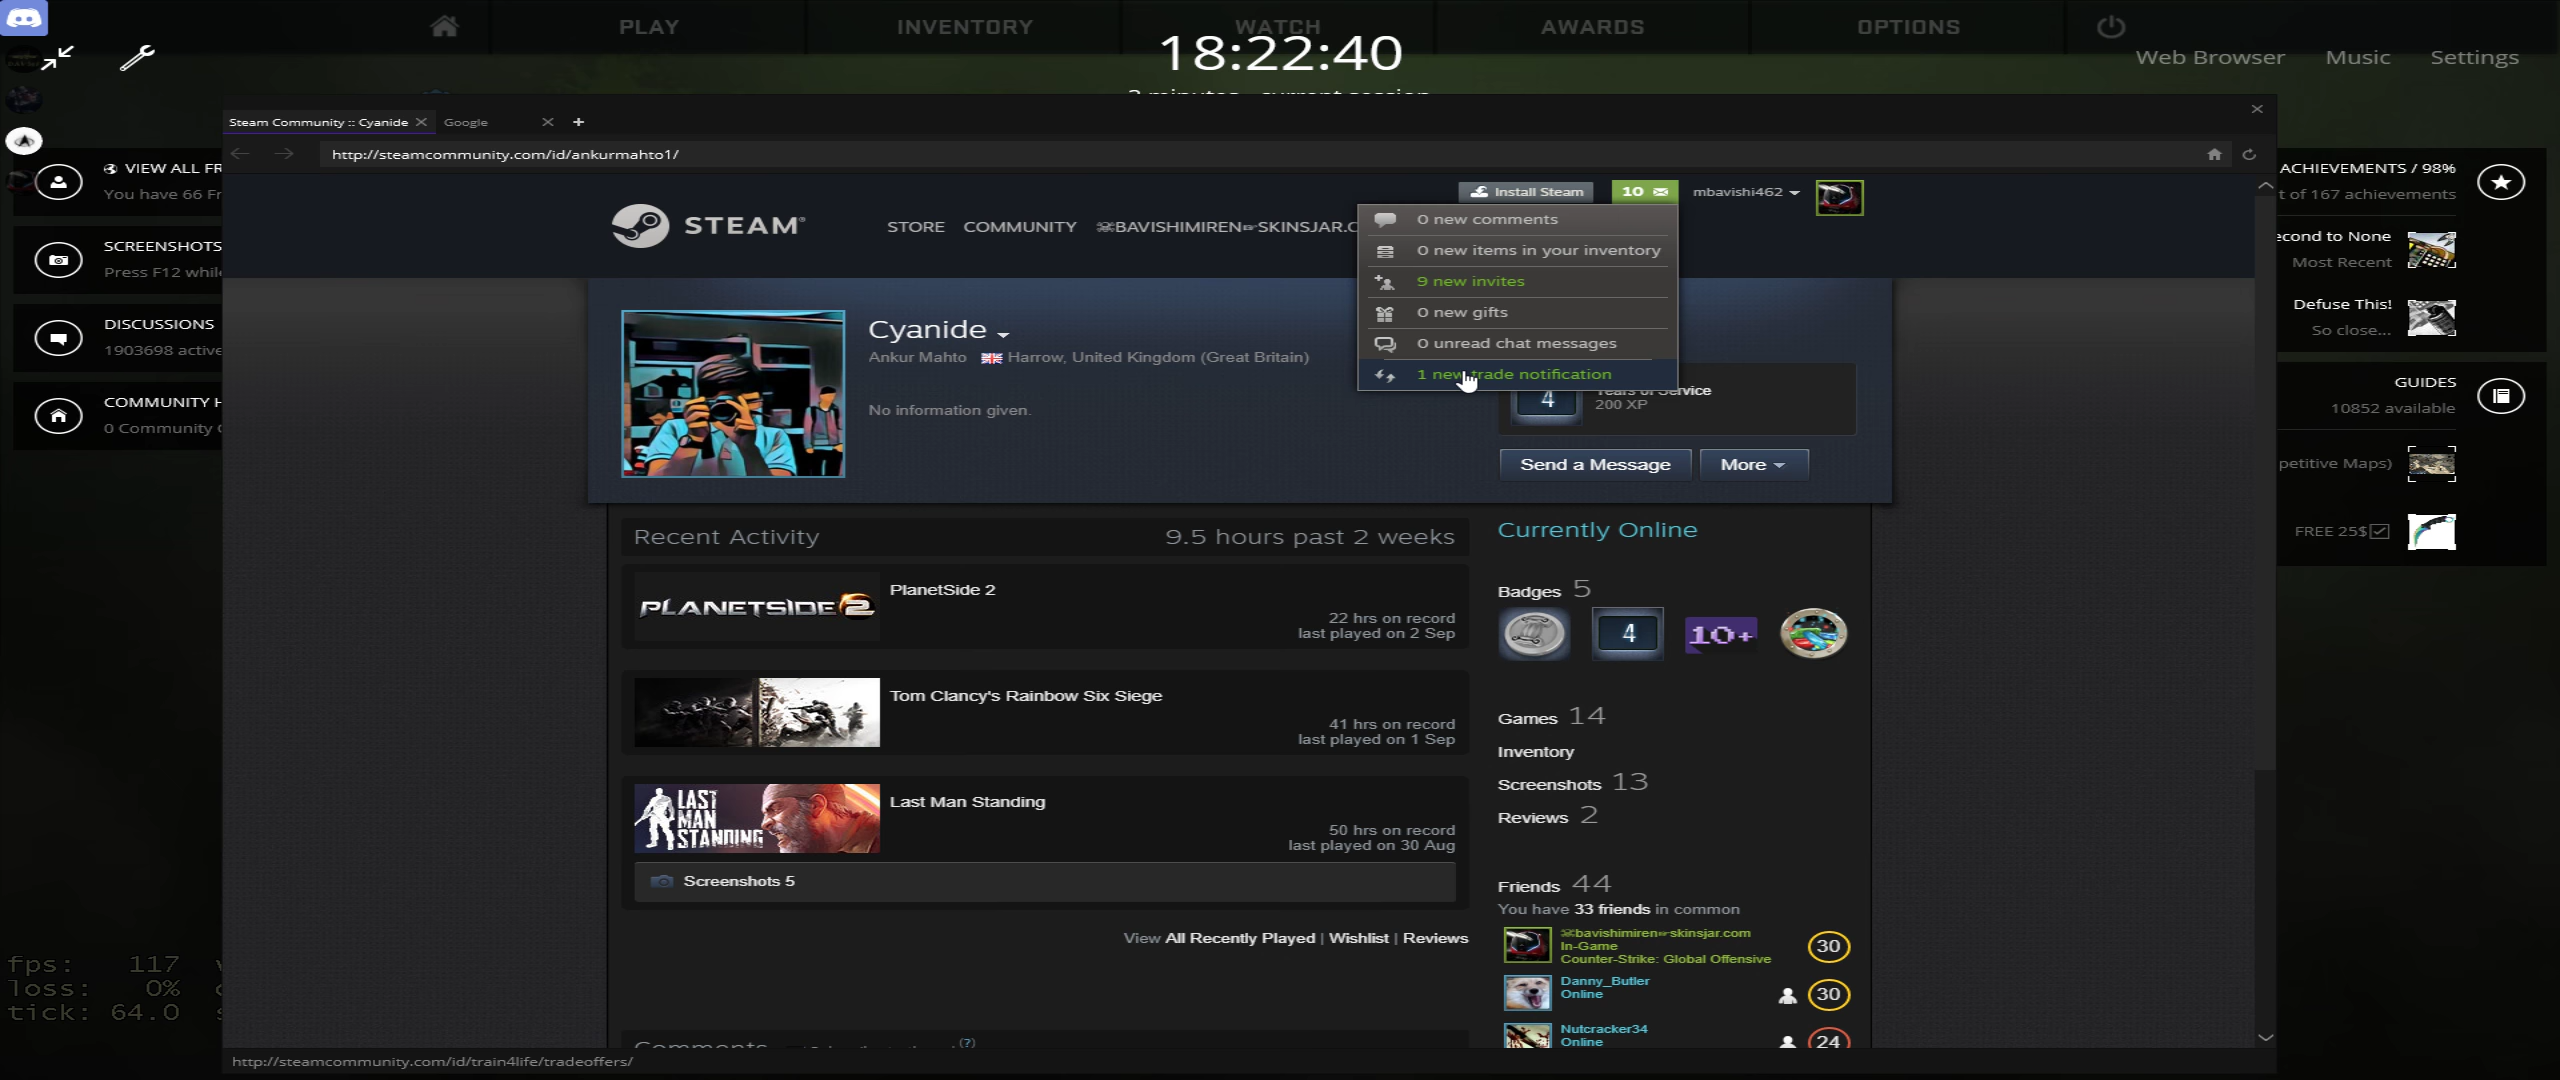 PLAY
INVENTORY
WATCH
AWARDS
OPTIONS
18:22:40
Web Browser
Music
Settings
Steam Community :: Cyanide
Google
http://steamcommunity.com/id/ankurmahto1/
VIEW ALL FR
You have 66 Fr
SCREENSHOTS
Press F12 while
DISCUSSIONS
1903698 active
COMMUNITY H
0 Community
ACHIEVEMENTS / 98%
t of 167 achievements
econd to None
Most Recent
Defuse This!
So close...
GUIDES
10852 available
petitive Maps)
FREE 25$
Install Steam
10
mbavishi462
STEAM
STORE
COMMUNITY
BAVISHIMIREN
SKINSJAR.C
0 new comments
0 new items in your inventory
9 new invites
0 new gifts
0 unread chat messages
1 new trade notification
Cyanide
Ankur Mahto
Harrow, United Kingdom (Great Britain)
No information given.
4
Years of Service
200 XP
Send a Message
More
Recent Activity
9.5 hours past 2 weeks
PLANETSIDE 2
PlanetSide 2
22 hrs on record
last played on 2 Sep
Tom Clancy's Rainbow Six Siege
41 hrs on record
last played on 1 Sep
LAST
MAN
STANDING
Last Man Standing
50 hrs on record
last played on 30 Aug
Screenshots 5
View All Recently Played | Wishlist | Reviews
Comments
(?)
Currently Online
Badges 5
4
10+
Games 14
Inventory
Screenshots 13
Reviews 2
Friends 44
You have 33 friends in common
bavishimiren skinsjar.com
In-Game
Counter-Strike: Global Offensive
30
Danny_Butler
Online
30
Nutcracker34
Online
24
fps: 117
loss: 0%
tick: 64.0
http://steamcommunity.com/id/train4life/tradeoffers/